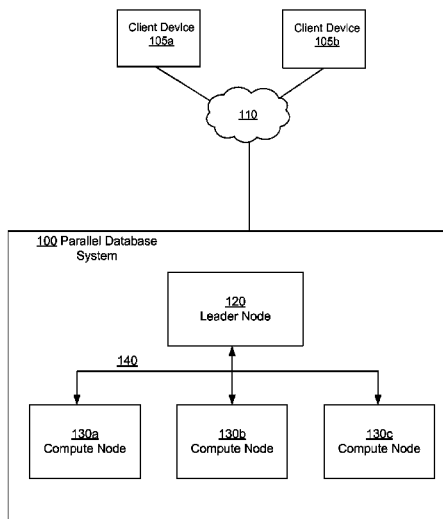 Client Device
105a
Client Device
105b
110
100 Parallel Database
System
120
Leader Node
140
130a
Compute Node
130b
Compute Node
130c
Compute Node